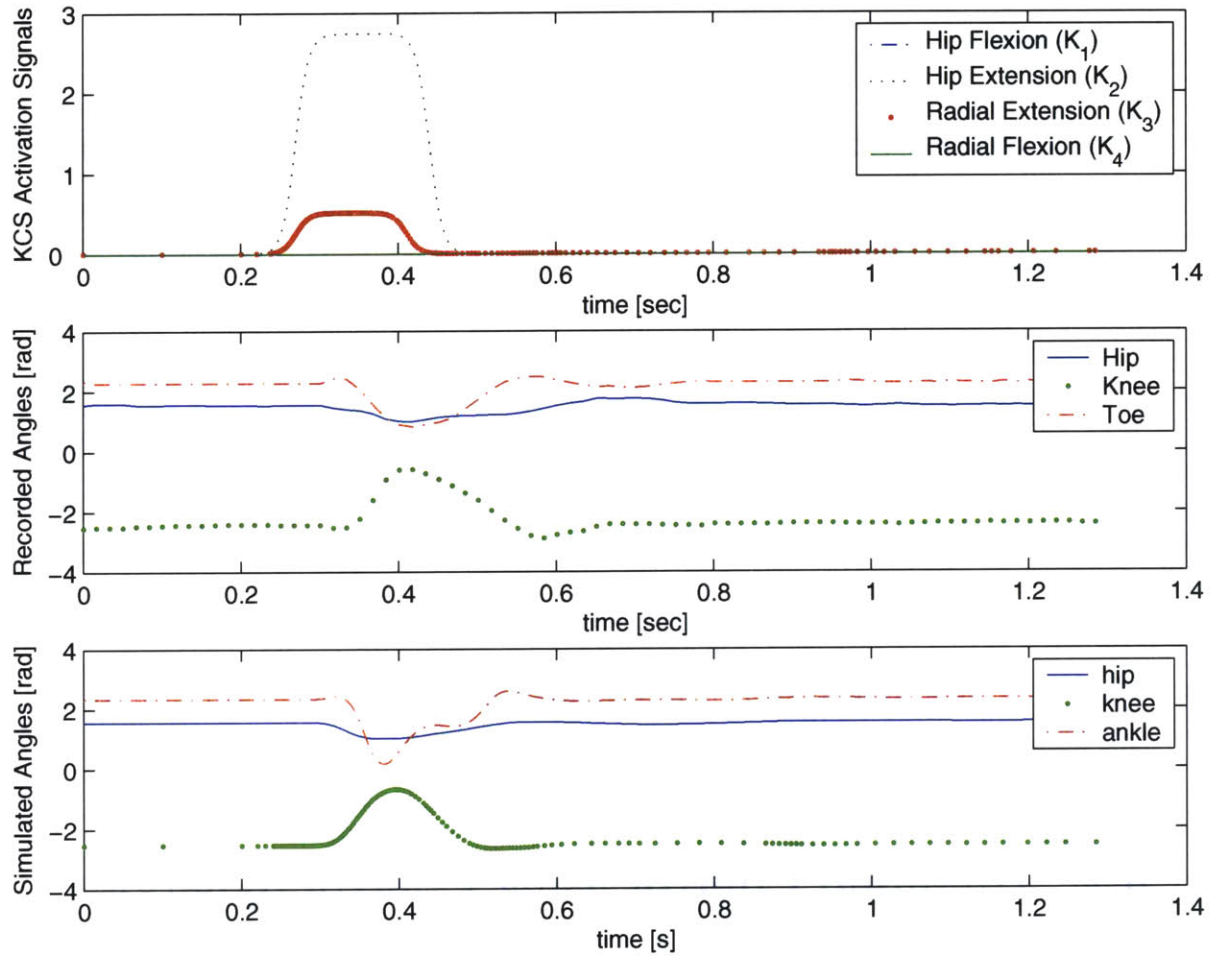 KCS Activation Signals
3
2
1
0
0 0.2 0.4 0.6 0.8 1 1.2 1.4
time [sec]
Hip Flexion (K_1)
Hip Extension (K_2)
Radial Extension (K_3)
Radial Flexion (K_4)
Recorded Angles [rad]
4
2
0
−2
−4
0 0.2 0.4 0.6 0.8 1 1.2 1.4
time [sec]
Hip
Knee
Toe
Simulated Angles [rad]
4
2
0
−2
−4
0 0.2 0.4 0.6 0.8 1 1.2 1.4
time [s]
hip
knee
ankle